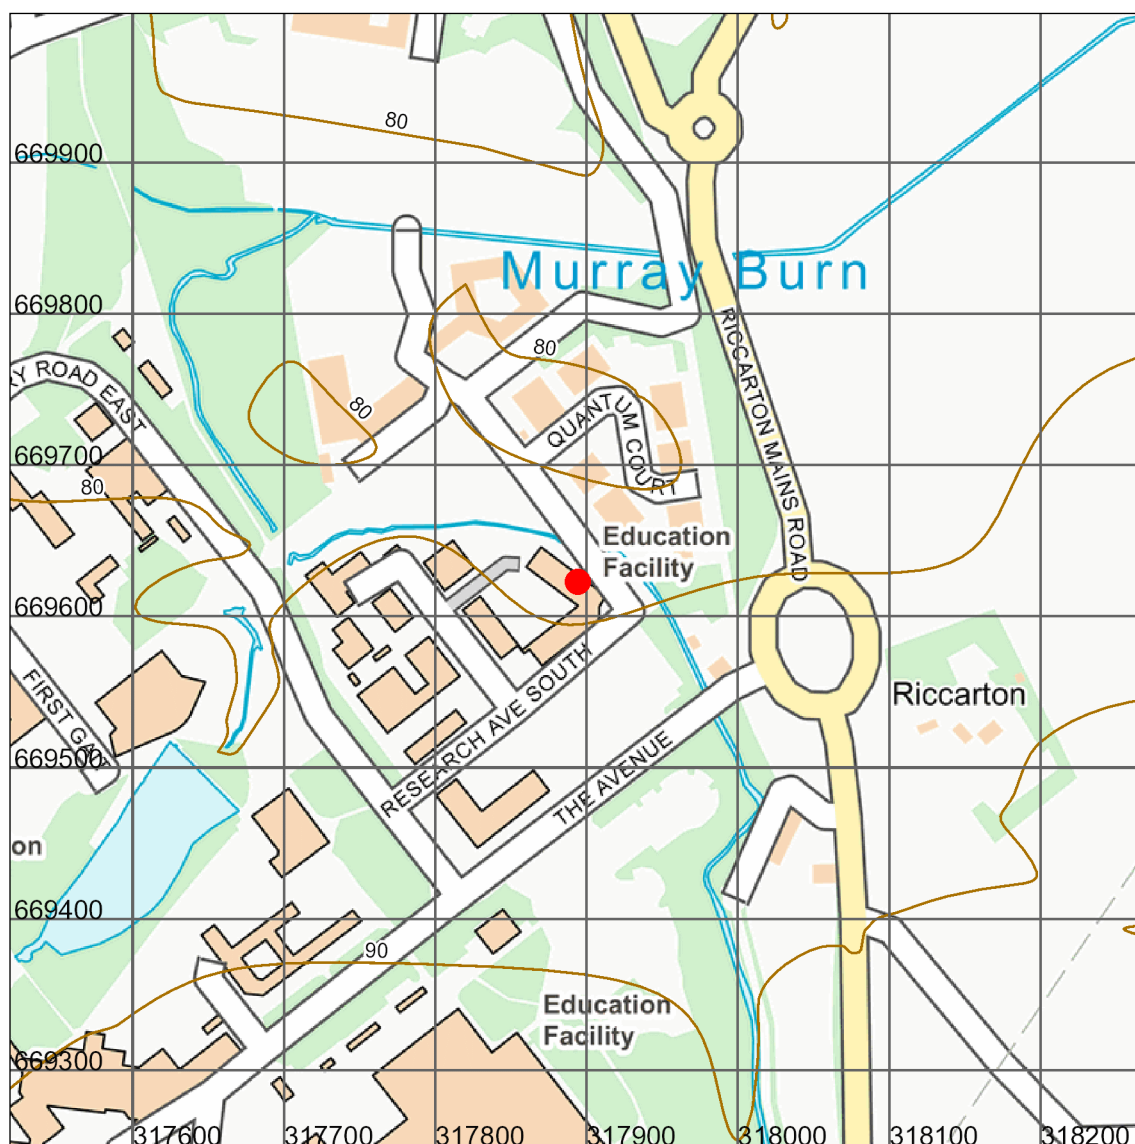 80
669900
Murray Burn
669800
RICCARTON MAINS ROAD
80
RY ROAD EAST
80
QUANTUM COURT
669700
80
Education
Facility
669600
FIRST GAIT
RESEARCH AVE SOUTH
Riccarton
669500
THE AVENUE
on
669400
90
Education
Facility
669300
317600
317700
317800
317900
318000
318100
318200